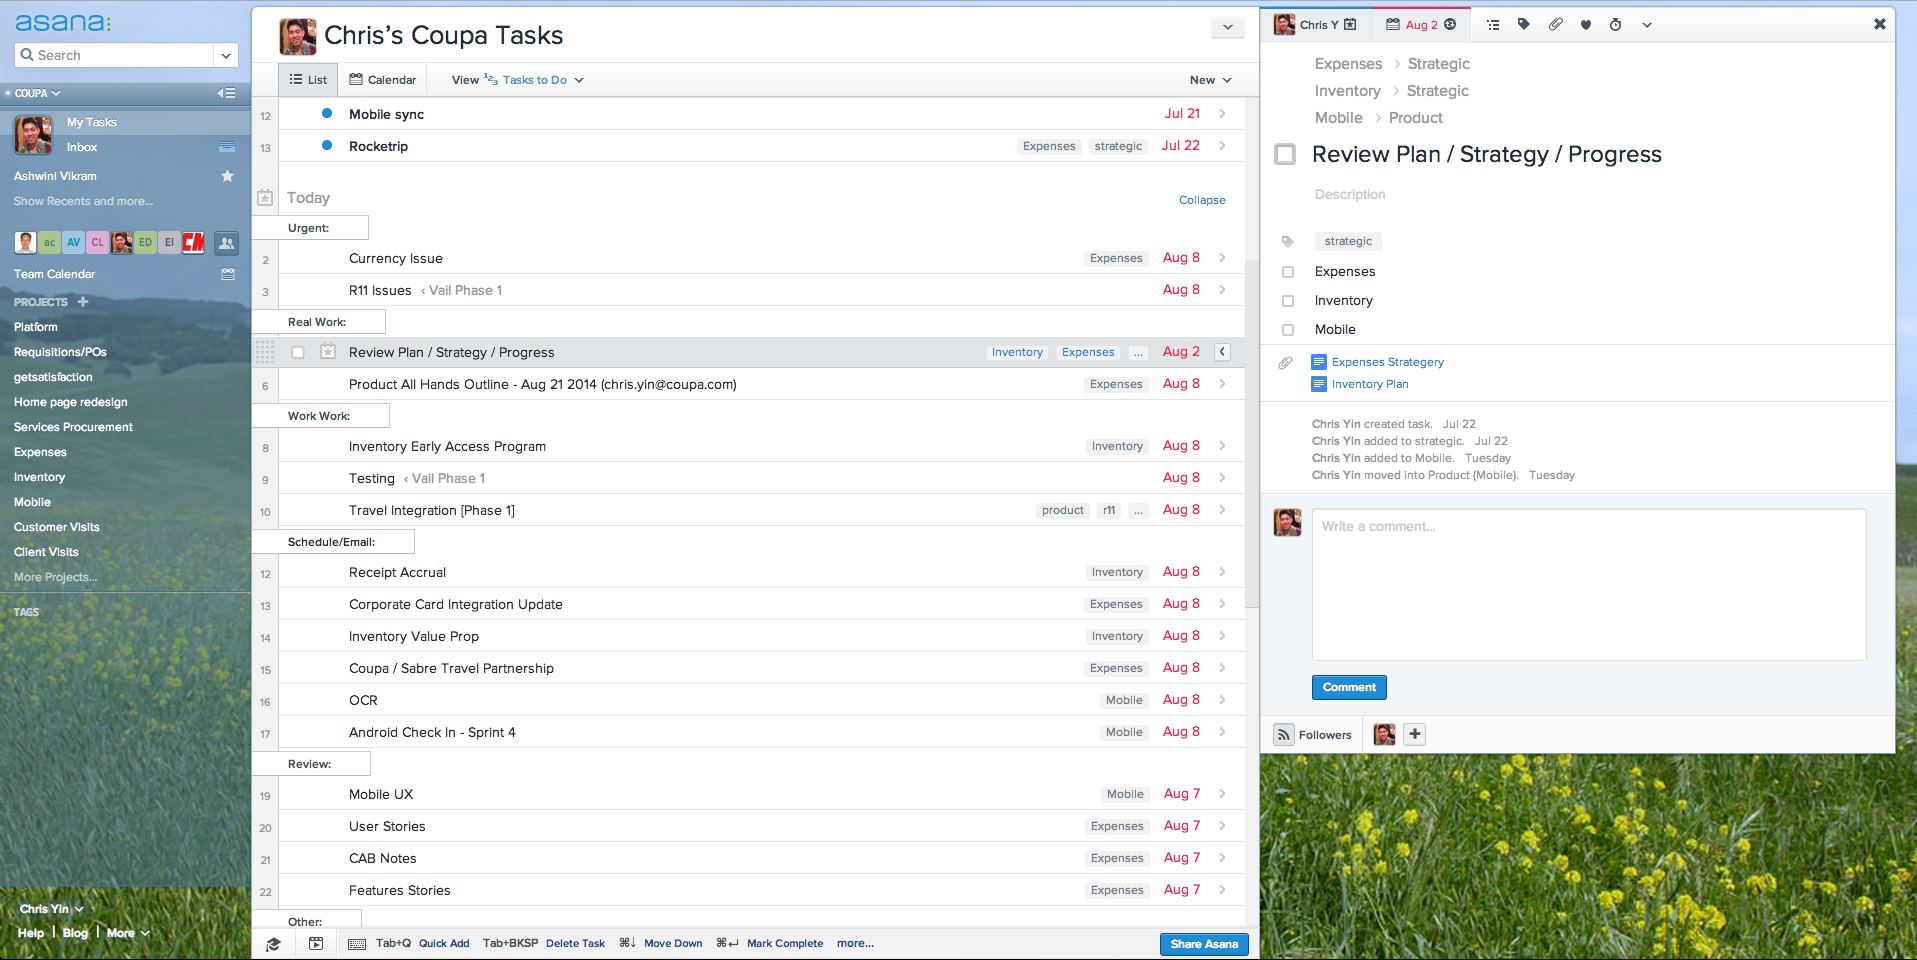 asana:
Search
COUPA
My Tasks
Inbox
Ashwini Vikram
Show Recents and more...
ac AV CL ED EI CM
Team Calendar
PROJECTS +
Platform
Requisitions/POs
getsatisfaction
Home page redesign
Services Procurement
Expenses
Inventory
Mobile
Customer Visits
Client Visits
More Projects...
TAGS
Chris Yin
Help | Blog | More
Chris's Coupa Tasks
List Calendar View 123 Tasks to Do New
12 Mobile sync Jul 21
13 Rocketrip Expenses strategic Jul 22
Today Collapse
Urgent:
2 Currency Issue Expenses Aug 8
3 R11 Issues ‹ Vail Phase 1 Aug 8
Real Work:
Review Plan / Strategy / Progress Inventory Expenses ... Aug 2
6 Product All Hands Outline - Aug 21 2014 (chris.yin@coupa.com) Expenses Aug 8
Work Work:
8 Inventory Early Access Program Inventory Aug 8
9 Testing ‹ Vail Phase 1 Aug 8
10 Travel Integration [Phase 1] product r11 ... Aug 8
Schedule/Email:
12 Receipt Accrual Inventory Aug 8
13 Corporate Card Integration Update Expenses Aug 8
14 Inventory Value Prop Inventory Aug 8
15 Coupa / Sabre Travel Partnership Expenses Aug 8
16 OCR Mobile Aug 8
17 Android Check In - Sprint 4 Mobile Aug 8
Review:
19 Mobile UX Mobile Aug 7
20 User Stories Expenses Aug 7
21 CAB Notes Expenses Aug 7
22 Features Stories Expenses Aug 7
Other:
Tab+Q Quick Add Tab+BKSP Delete Task ⌘↓ Move Down ⌘↵ Mark Complete more... Share Asana
Chris Y Aug 2
Expenses > Strategic
Inventory > Strategic
Mobile > Product
Review Plan / Strategy / Progress
Description
strategic
Expenses
Inventory
Mobile
Expenses Strategery
Inventory Plan
Chris Yin created task. Jul 22
Chris Yin added to strategic. Jul 22
Chris Yin added to Mobile. Tuesday
Chris Yin moved into Product (Mobile). Tuesday
Write a comment...
Comment
Followers +